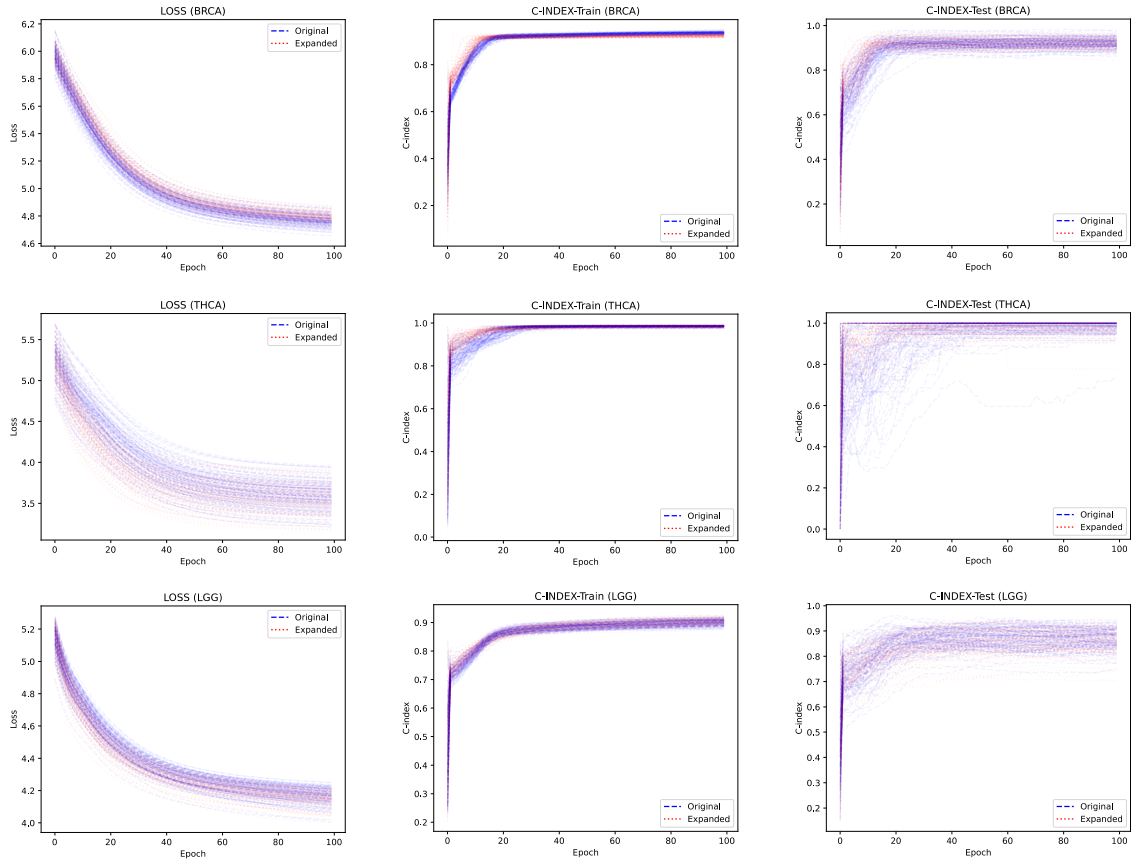 LOSS (BRCA)
6.2
6.0
5.8
5.6
5.4
5.2
5.0
4.8
4.6
Loss
Original
Expanded
0 20 40 60 80 100
Epoch
C-INDEX-Train (BRCA)
0.8
0.6
0.4
0.2
C-index
Original
Expanded
0 20 40 60 80 100
Epoch
C-INDEX-Test (BRCA)
1.0
0.8
0.6
0.4
0.2
C-index
Original
Expanded
0 20 40 60 80 100
Epoch
LOSS (THCA)
5.5
5.0
4.5
4.0
3.5
Loss
Original
Expanded
0 20 40 60 80 100
Epoch
C-INDEX-Train (THCA)
1.0
0.8
0.6
0.4
0.2
0.0
C-index
Original
Expanded
0 20 40 60 80 100
Epoch
C-INDEX-Test (THCA)
1.0
0.8
0.6
0.4
0.2
0.0
C-index
Original
Expanded
0 20 40 60 80 100
Epoch
LOSS (LGG)
5.2
5.0
4.8
4.6
4.4
4.2
4.0
Loss
Original
Expanded
0 20 40 60 80 100
Epoch
C-INDEX-Train (LGG)
0.9
0.8
0.7
0.6
0.5
0.4
0.3
0.2
C-index
Original
Expanded
0 20 40 60 80 100
Epoch
C-INDEX-Test (LGG)
1.0
0.9
0.8
0.7
0.6
0.5
0.4
0.3
0.2
C-index
Original
Expanded
0 20 40 60 80 100
Epoch